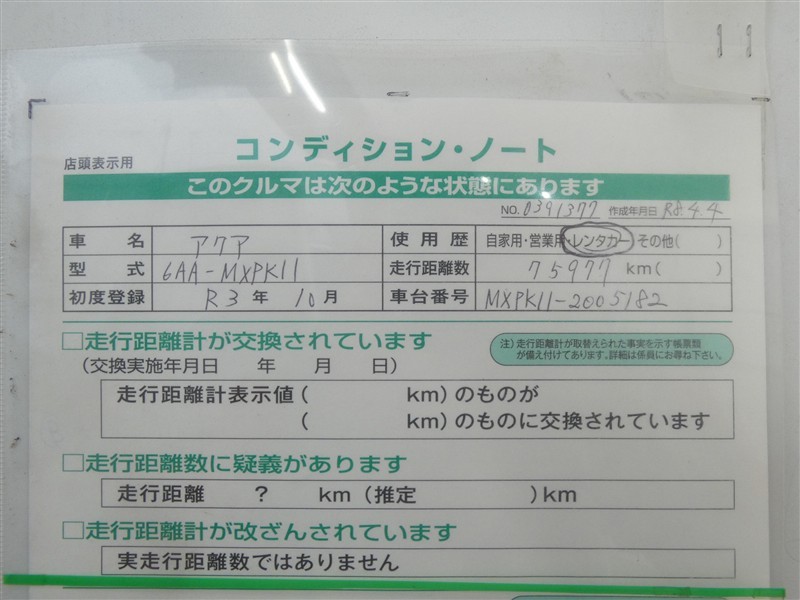 店頭表示用
コンディション・ノート
このクルマは次のような状態にあります
NO. 0391377 作成年月日 R8.4.4
車名 アクア 使用歴 自家用・営業用・レンタカー・その他( )
型式 6AA-MXPK11 走行距離数 75977 km( )
初度登録 R3年 10月 車台番号 MXPK11-2005182
□走行距離計が交換されています
(交換実施年月日 年 月 日)
注)走行距離計が取替えられた事実を示す帳票類
が備え付けてあります。詳細は係員にお尋ね下さい。
走行距離計表示値( km)のものが
( km)のものに交換されています
□走行距離数に疑義があります
走行距離 ? km(推定 )km
□走行距離計が改ざんされています
実走行距離数ではありません